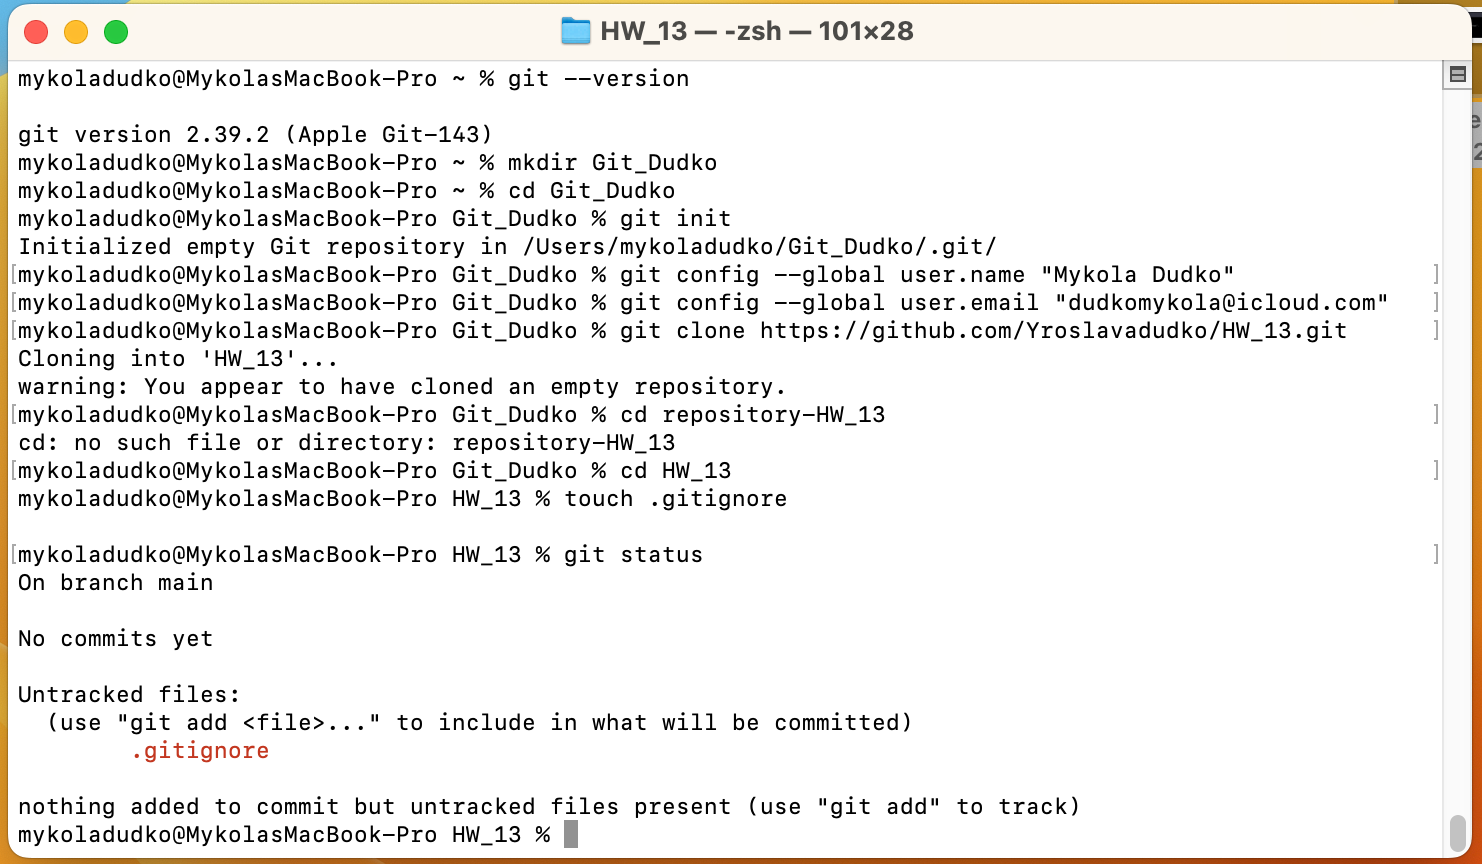 HW_13 — -zsh — 101×28
mykoladudko@MykolasMacBook-Pro ~ % git --version
git version 2.39.2 (Apple Git-143)
mykoladudko@MykolasMacBook-Pro ~ % mkdir Git_Dudko
mykoladudko@MykolasMacBook-Pro ~ % cd Git_Dudko
mykoladudko@MykolasMacBook-Pro Git_Dudko % git init
Initialized empty Git repository in /Users/mykoladudko/Git_Dudko/.git/
[mykoladudko@MykolasMacBook-Pro Git_Dudko % git config --global user.name "Mykola Dudko" ]
[mykoladudko@MykolasMacBook-Pro Git_Dudko % git config --global user.email "dudkomykola@icloud.com" ]
[mykoladudko@MykolasMacBook-Pro Git_Dudko % git clone https://github.com/Yroslavadudko/HW_13.git ]
Cloning into 'HW_13'...
warning: You appear to have cloned an empty repository.
[mykoladudko@MykolasMacBook-Pro Git_Dudko % cd repository-HW_13 ]
cd: no such file or directory: repository-HW_13
[mykoladudko@MykolasMacBook-Pro Git_Dudko % cd HW_13 ]
mykoladudko@MykolasMacBook-Pro HW_13 % touch .gitignore
[mykoladudko@MykolasMacBook-Pro HW_13 % git status ]
On branch main
No commits yet
Untracked files:
(use "git add <file>..." to include in what will be committed)
.gitignore
nothing added to commit but untracked files present (use "git add" to track)
mykoladudko@MykolasMacBook-Pro HW_13 %